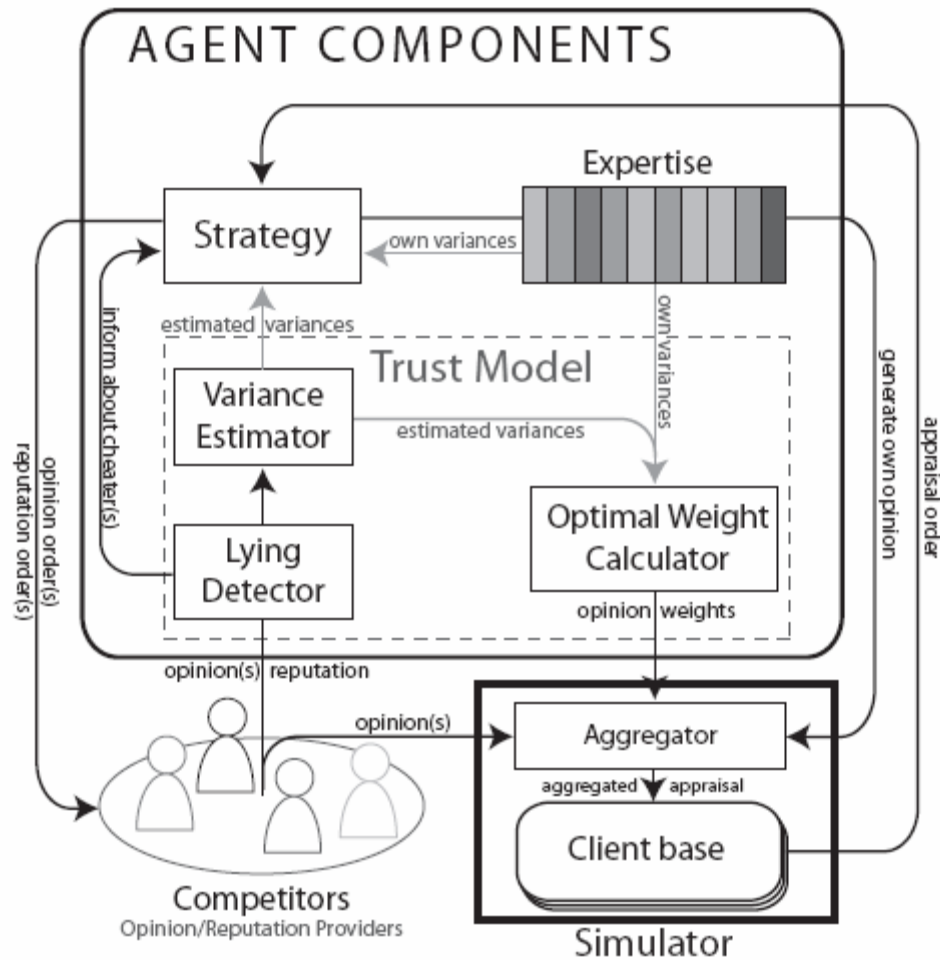 AGENT COMPONENTS
Expertise
Strategy
own variances
own variances
estimated variances
inform about cheater(s)
Trust Model
Variance
Estimator
estimated variances
generate own opinion
appraisal order
opinion order(s)
reputation order(s)
Lying
Detector
Optimal Weight
Calculator
opinion weights
opinion(s) reputation
opinion(s)
Aggregator
aggregated appraisal
Client base
Competitors
Opinion/Reputation Providers
Simulator